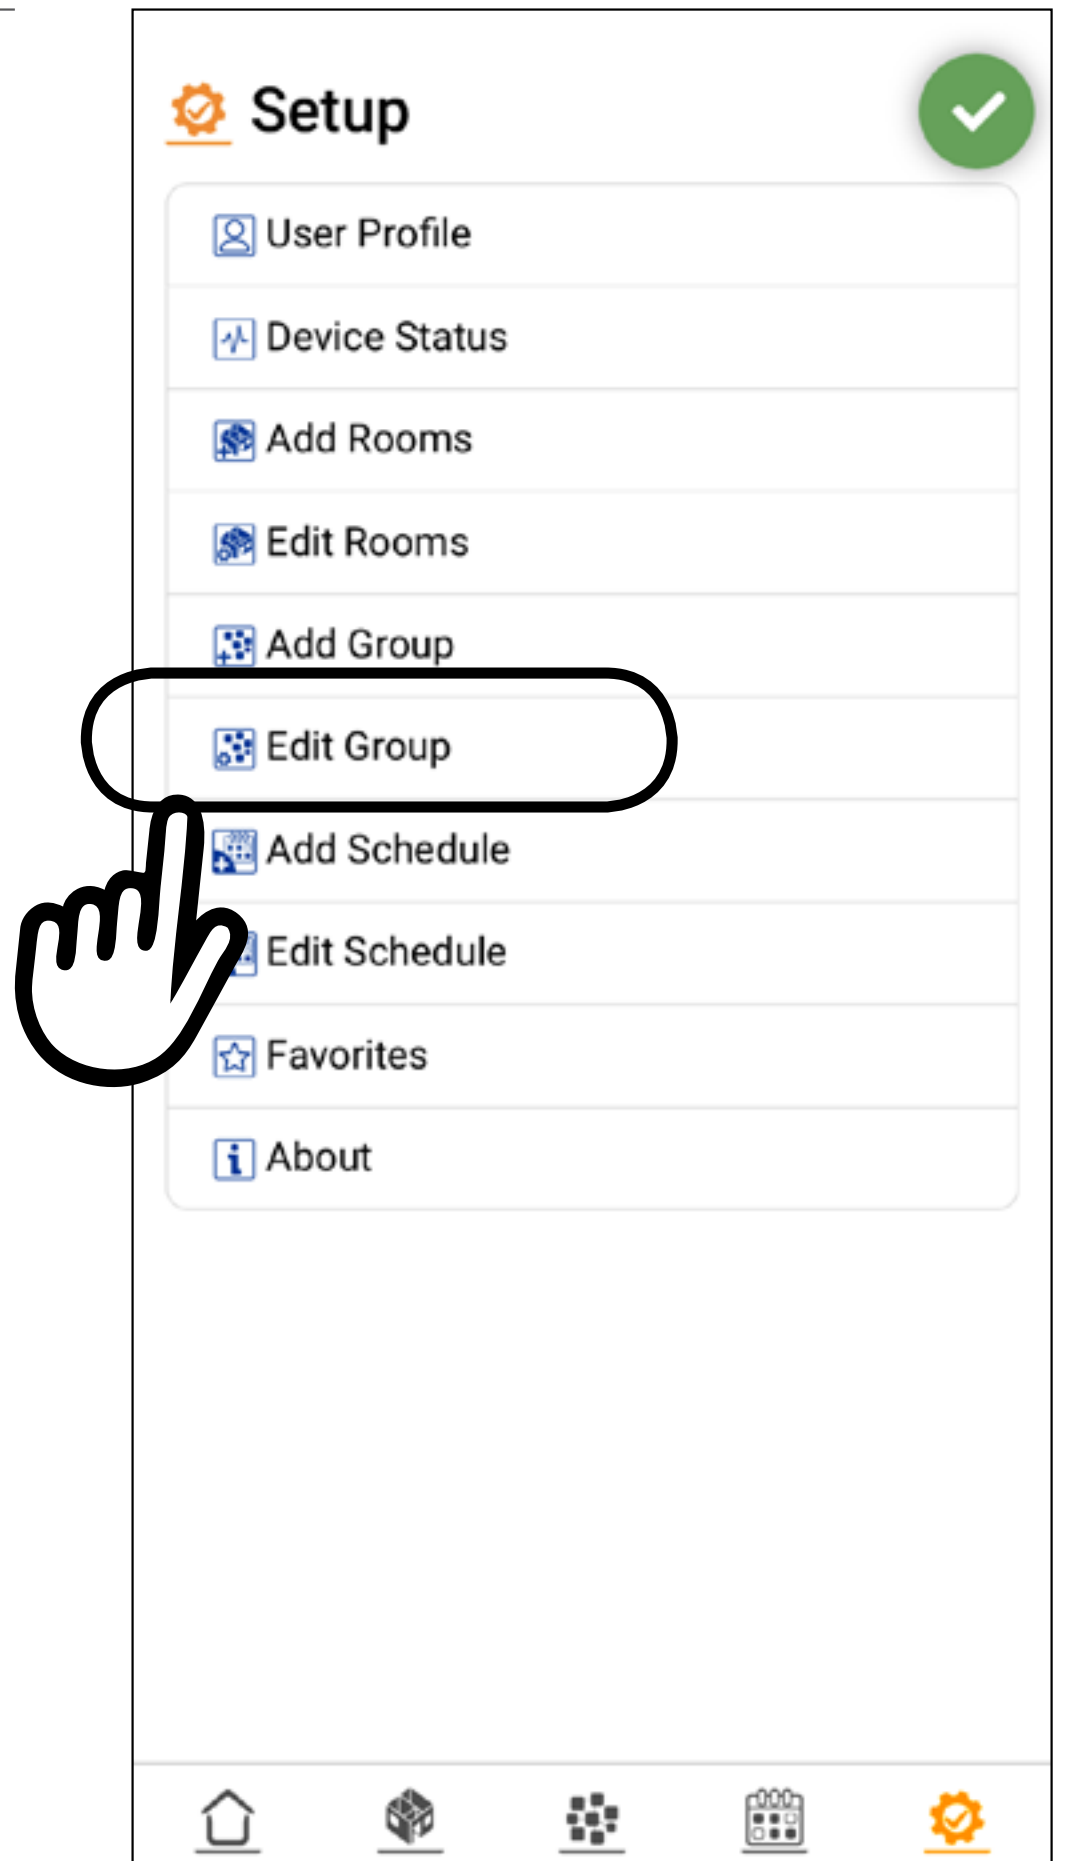 Setup
User Profile
Device Status
Add Rooms
Edit Rooms
Add Group
Edit Group
Add Schedule
Edit Schedule
Favorites
About